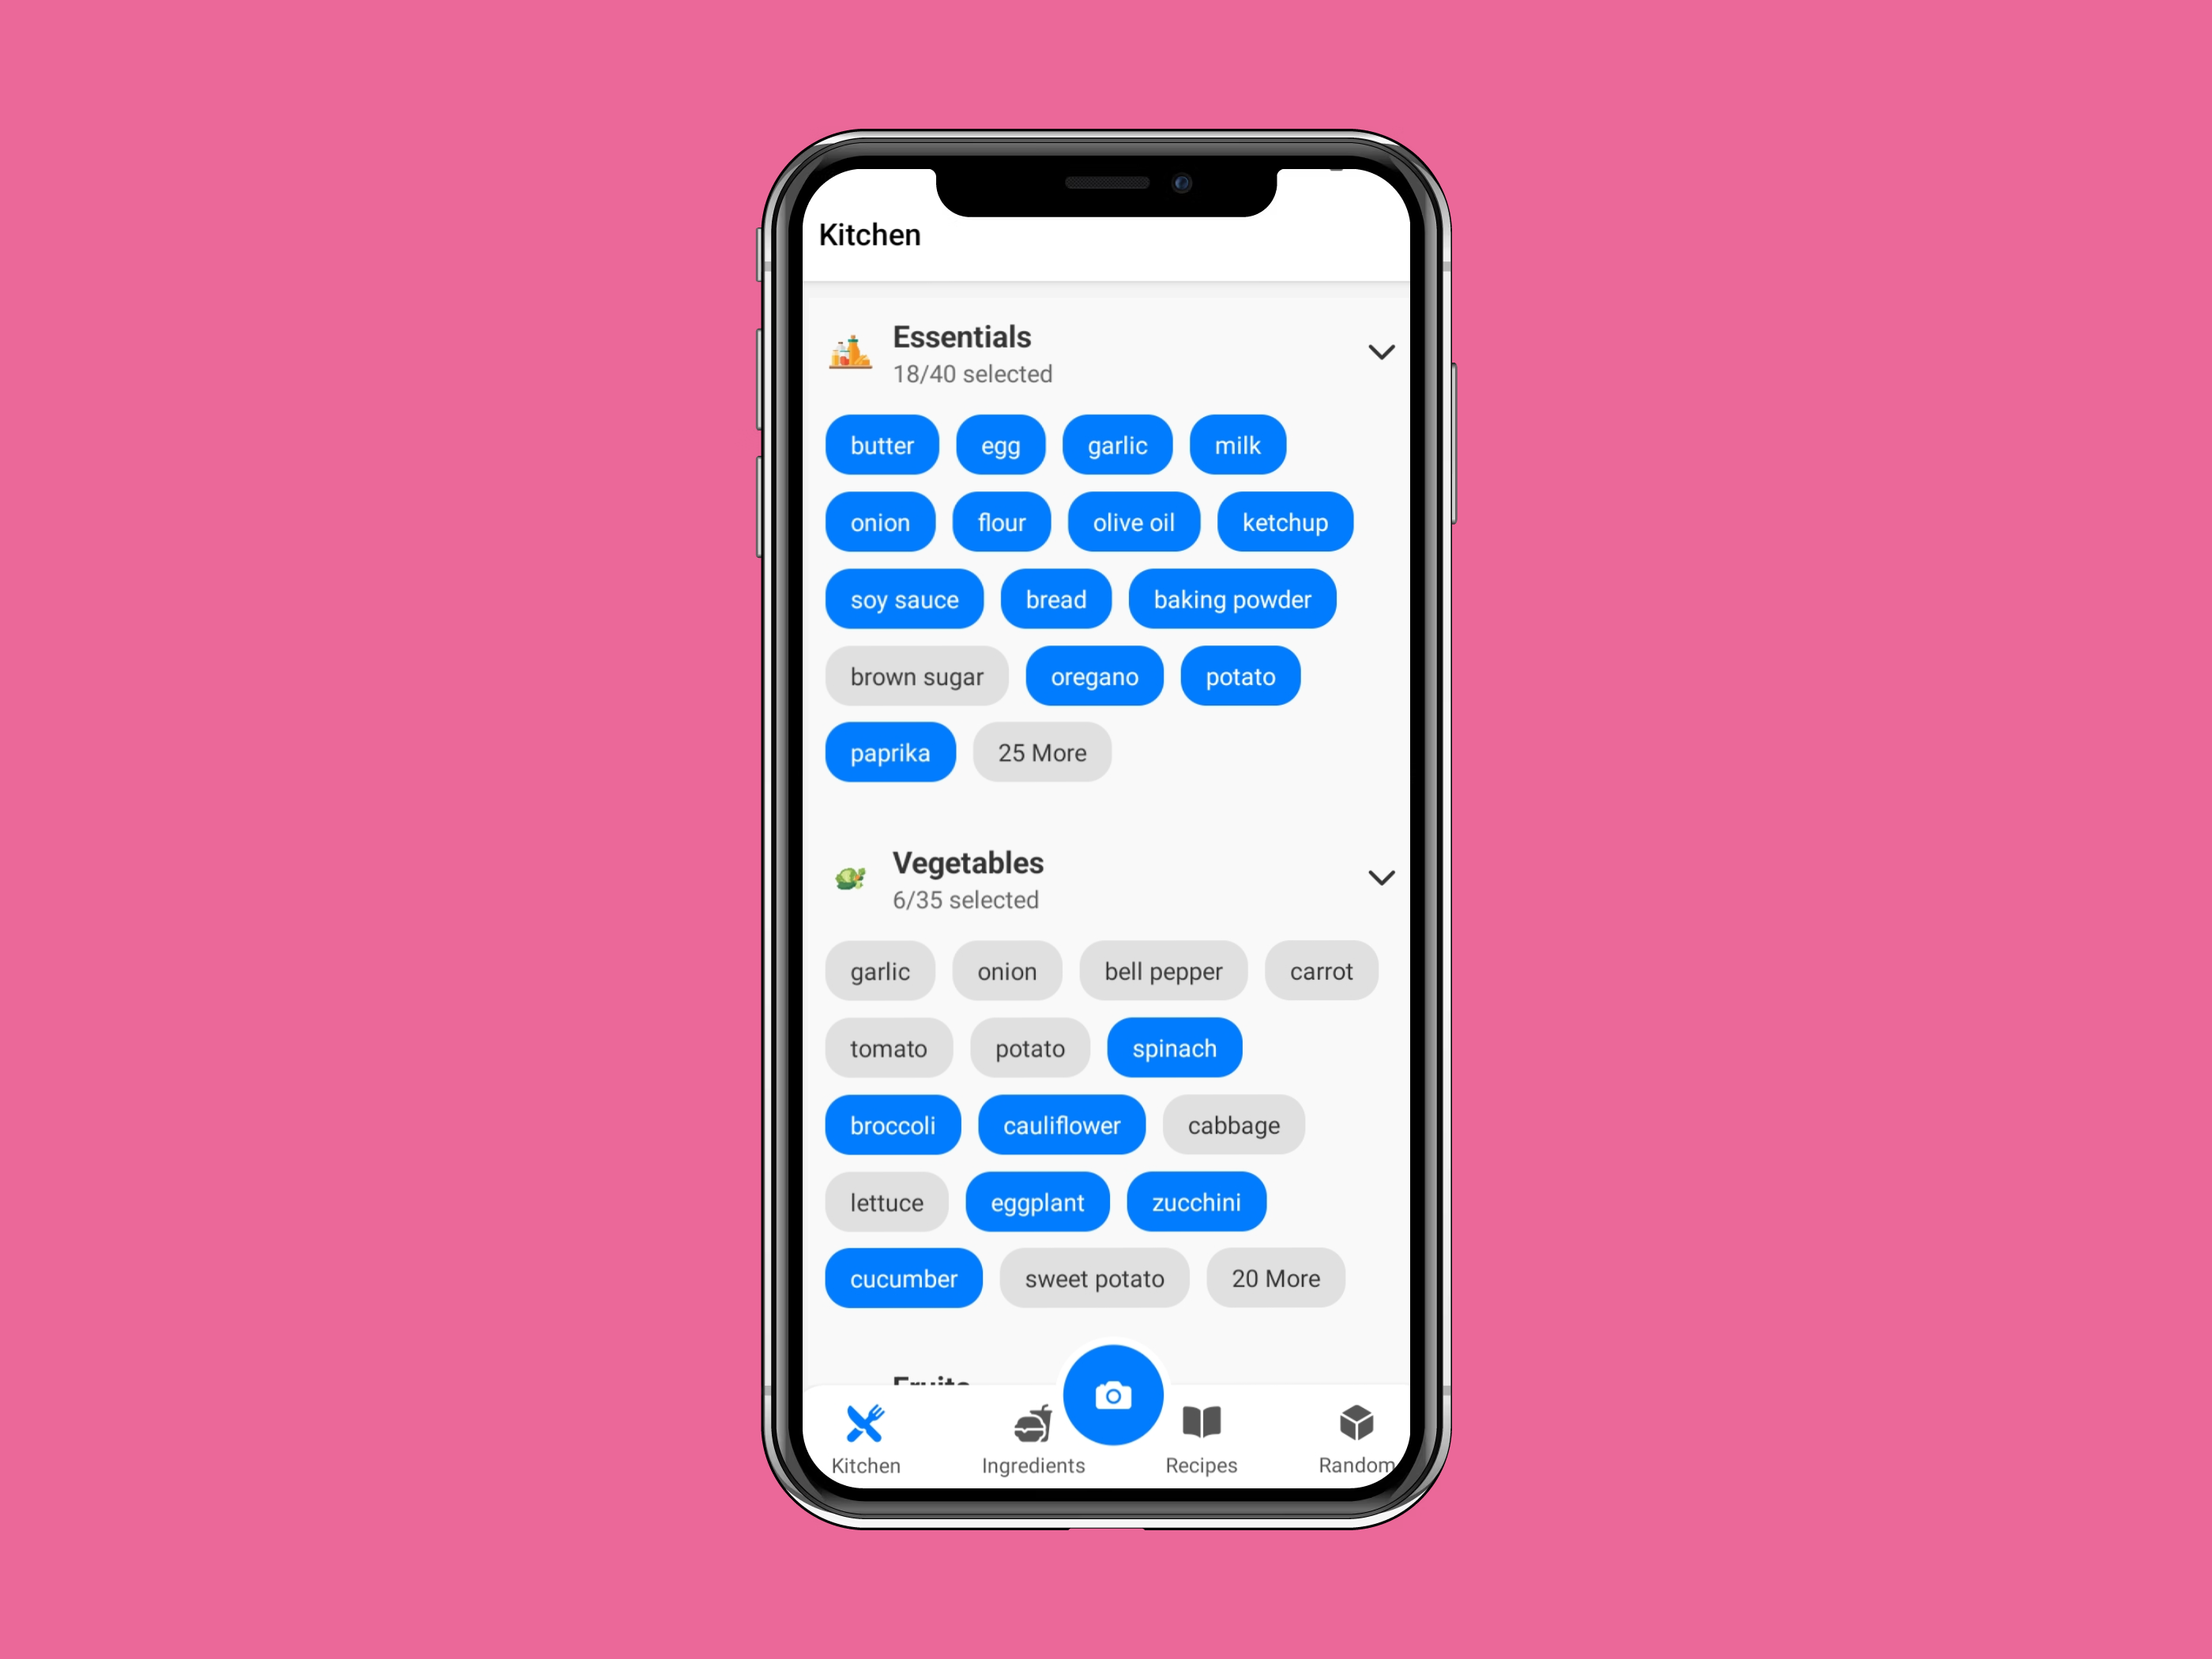 Kitchen
Essentials
18/40 selected
butter egg garlic milk
onion flour olive oil ketchup
soy sauce bread baking powder
brown sugar oregano potato
paprika 25 More
Vegetables
6/35 selected
garlic onion bell pepper carrot
tomato potato spinach
broccoli cauliflower cabbage
lettuce eggplant zucchini
cucumber sweet potato 20 More
Fruits
Kitchen Ingredients Recipes Random